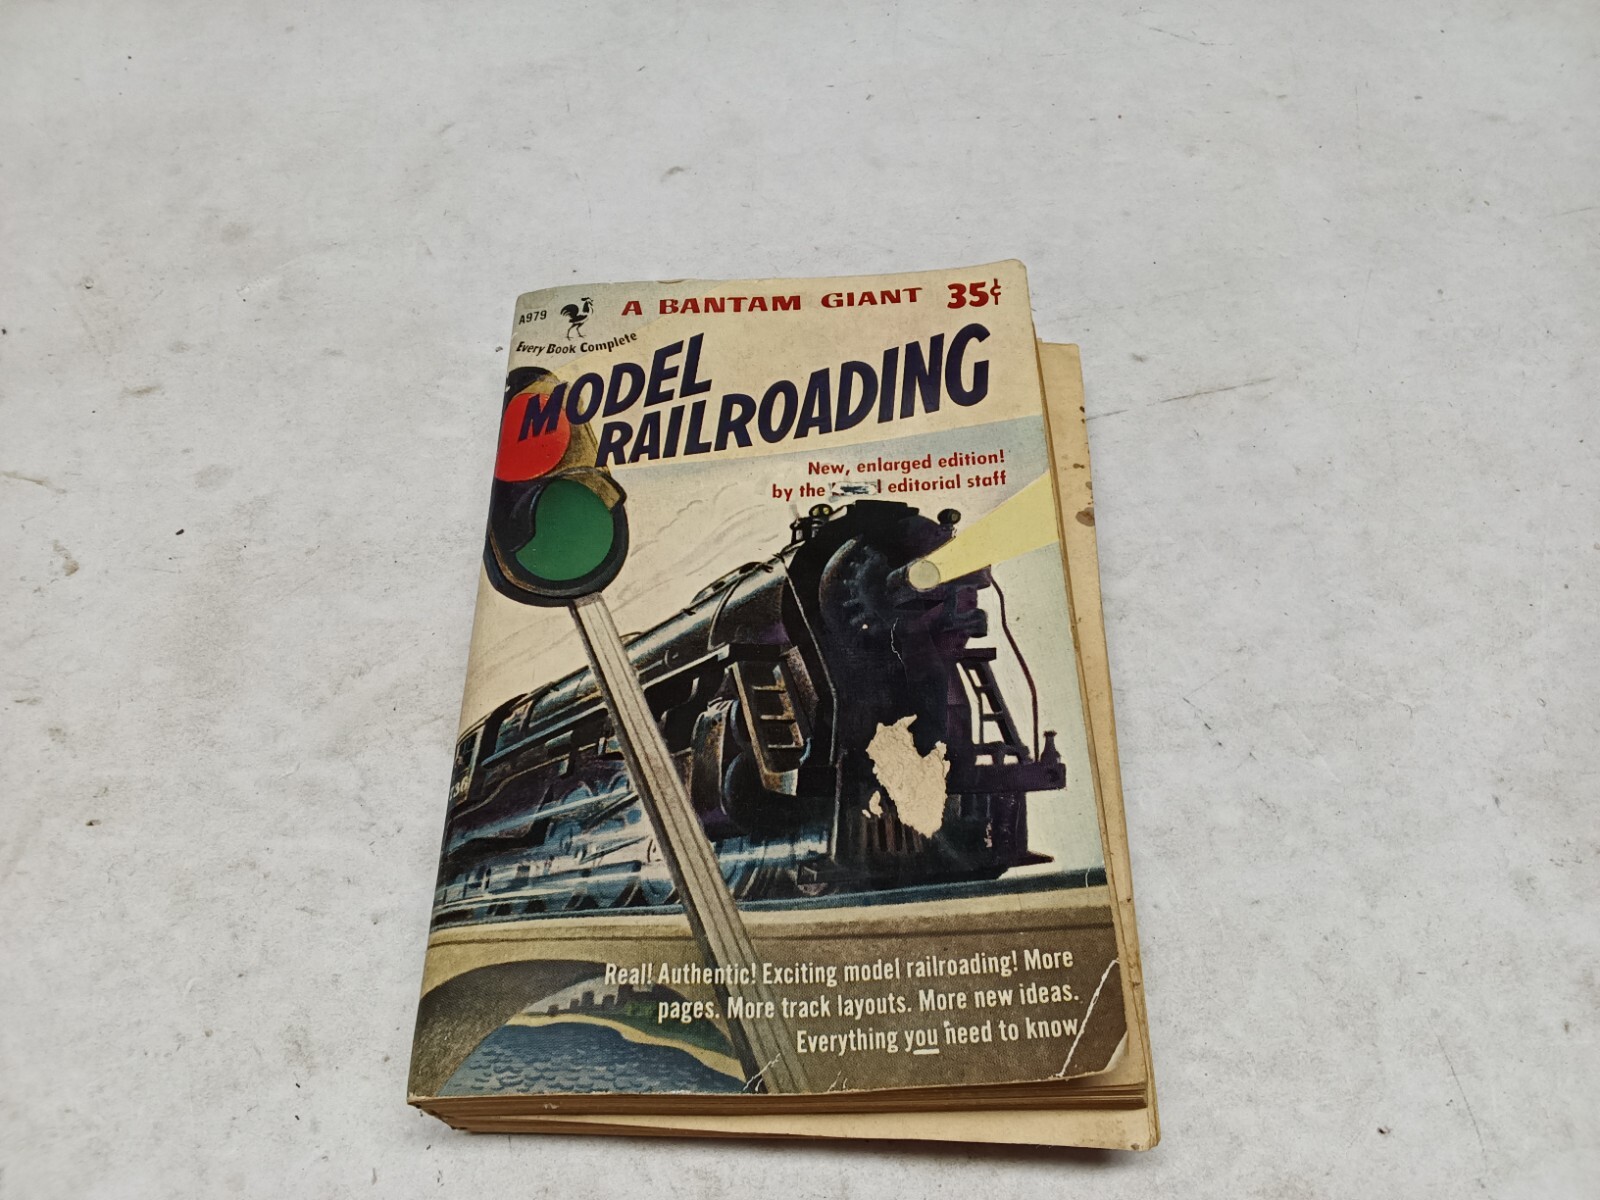 A979
A BANTAM GIANT 35¢
Every Book Complete
MODEL
RAILROADING
New, enlarged edition!
by the editorial staff
Real! Authentic! Exciting model railroading! More
pages. More track layouts. More new ideas.
Everything you need to know